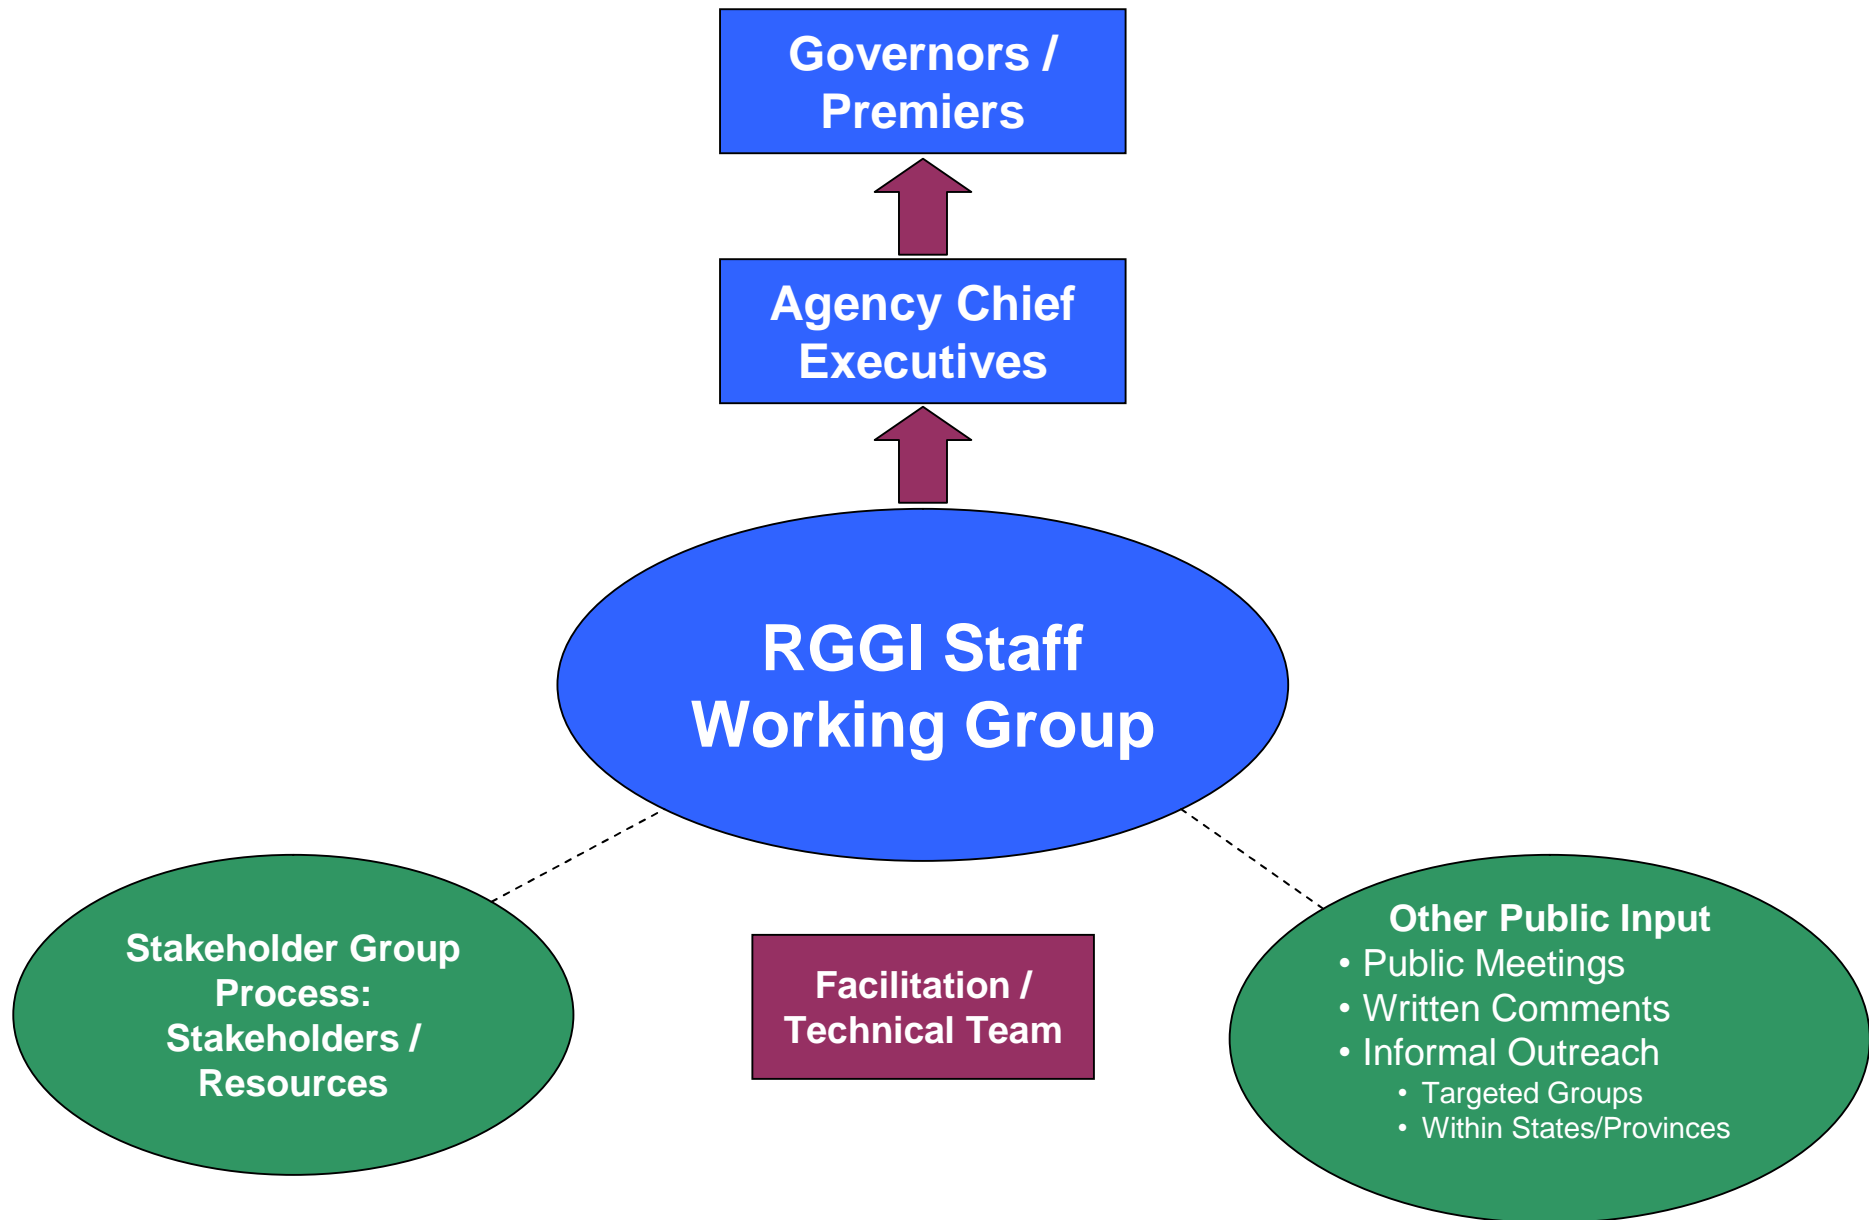 Governors /
Premiers
Agency Chief
Executives
RGGI Staff
Working Group
Stakeholder Group
Process:
Stakeholders /
Resources
Facilitation /
Technical Team
Other Public Input
• Public Meetings
• Written Comments
• Informal Outreach
• Targeted Groups
• Within States/Provinces